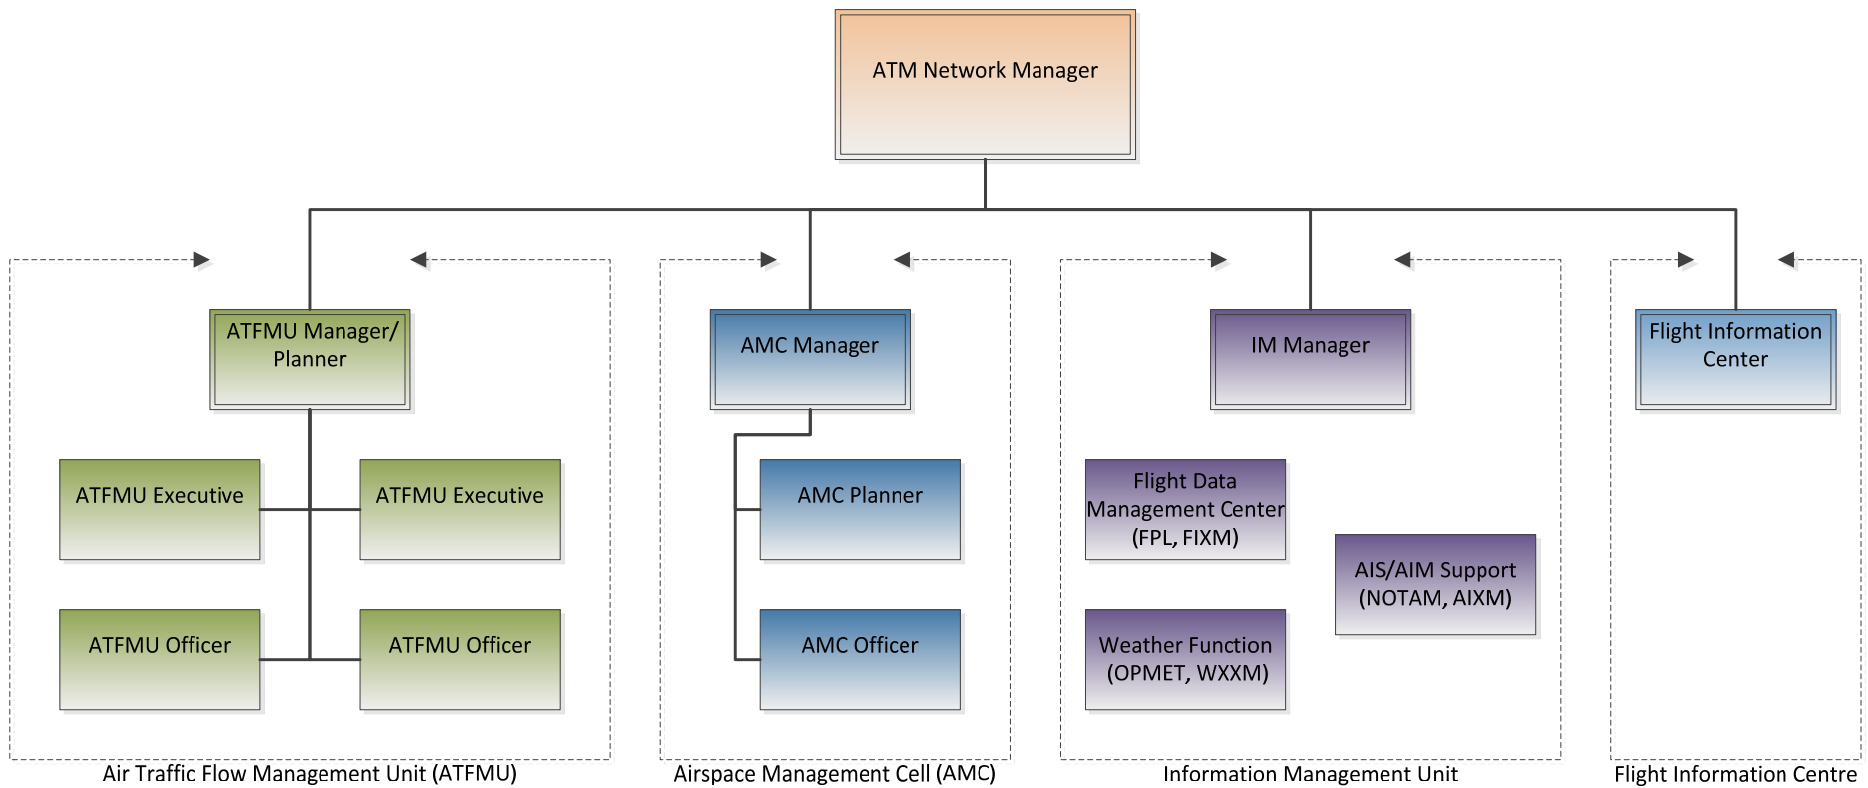 ATM Network Manager
ATFMU Manager/
Planner
AMC Manager
IM Manager
Flight Information
Center
ATFMU Executive
ATFMU Executive
AMC Planner
Flight Data
Management Center
(FPL, FIXM)
AIS/AIM Support
(NOTAM, AIXM)
ATFMU Officer
ATFMU Officer
AMC Officer
Weather Function
(OPMET, WXXM)
Air Traffic Flow Management Unit (ATFMU)
Airspace Management Cell (AMC)
Information Management Unit
Flight Information Centre